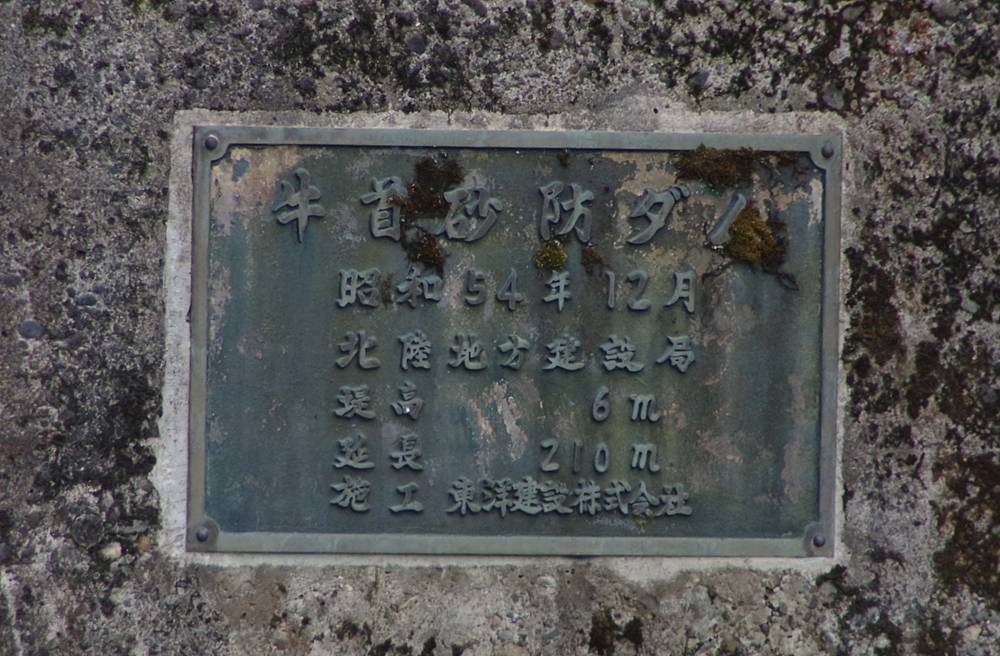 牛首砂防ダム
昭和54年12月
北陸地方建設局
堤高 6m
延長 210m
施工 東洋建設株式会社